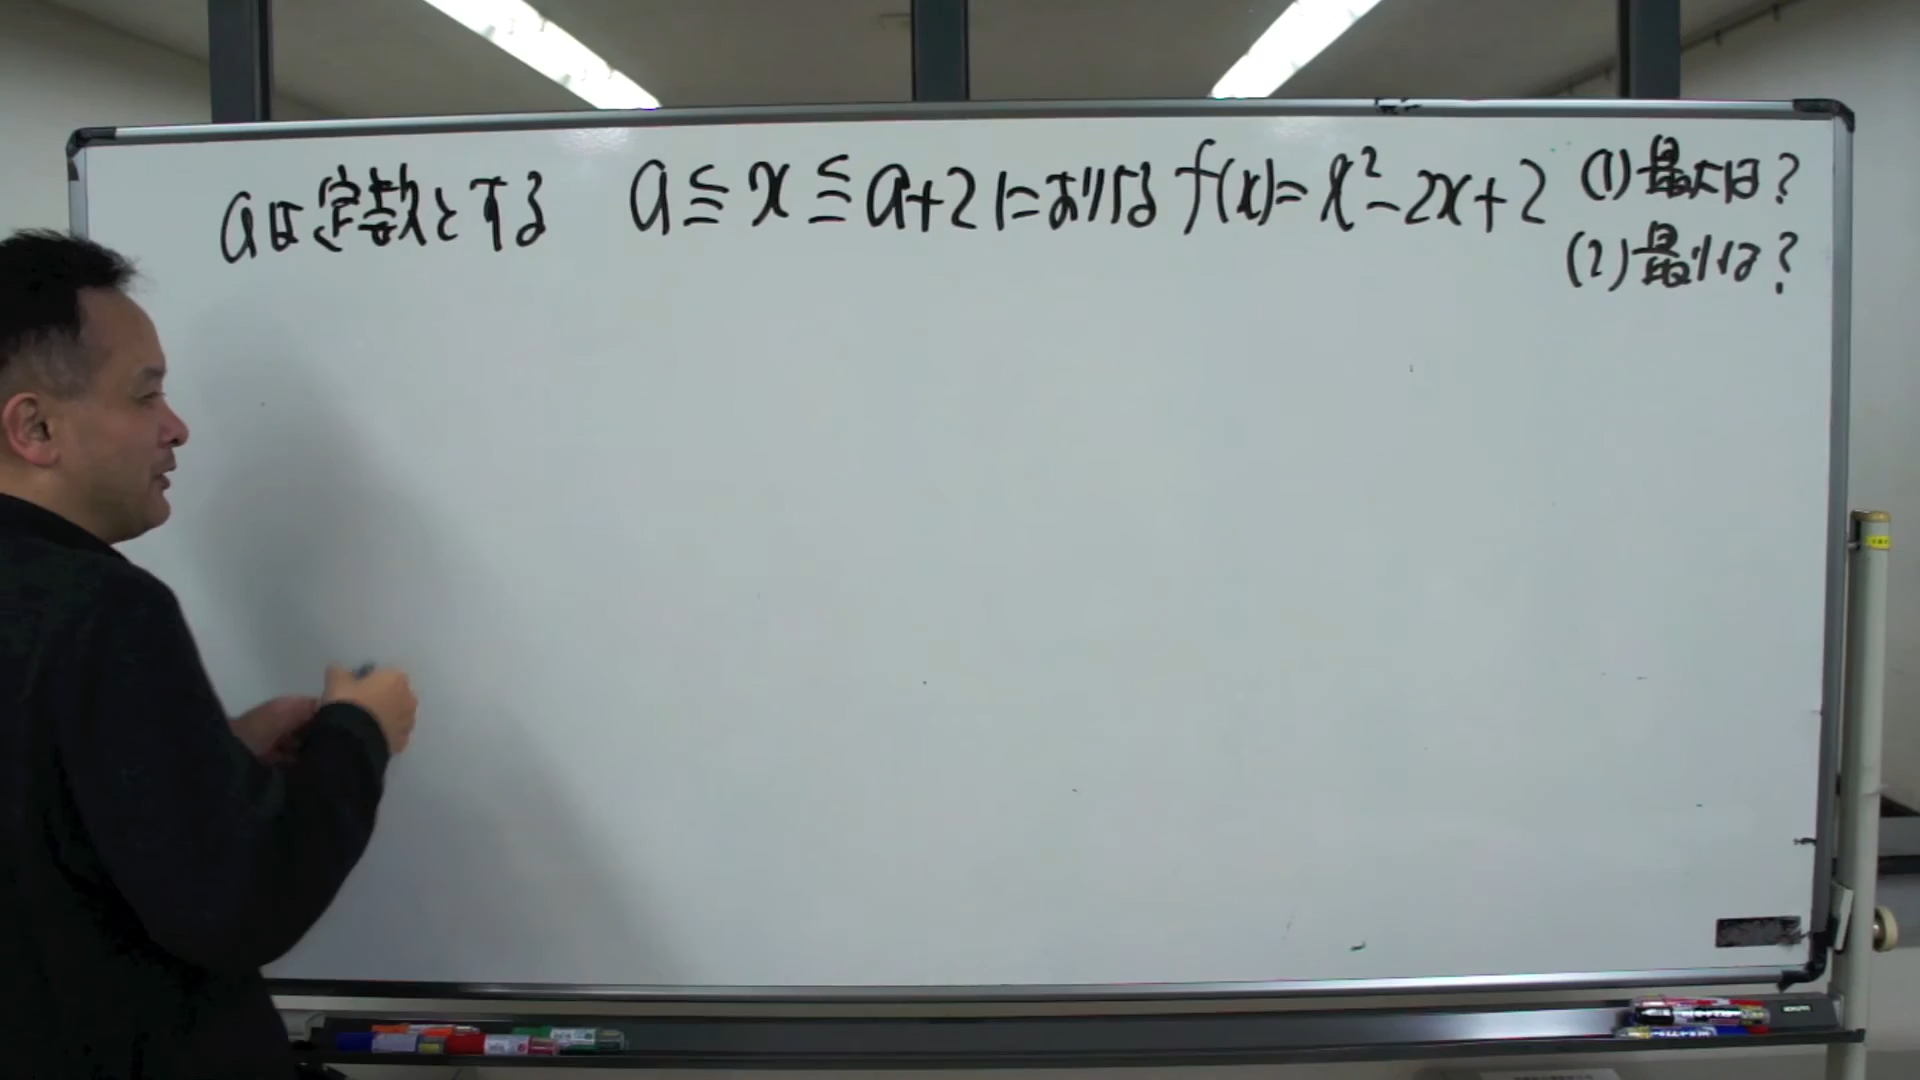 aは定数とする a≦x≦a+2における f(x)=x²-2x+2 (1)最大は?
(2)最小は?